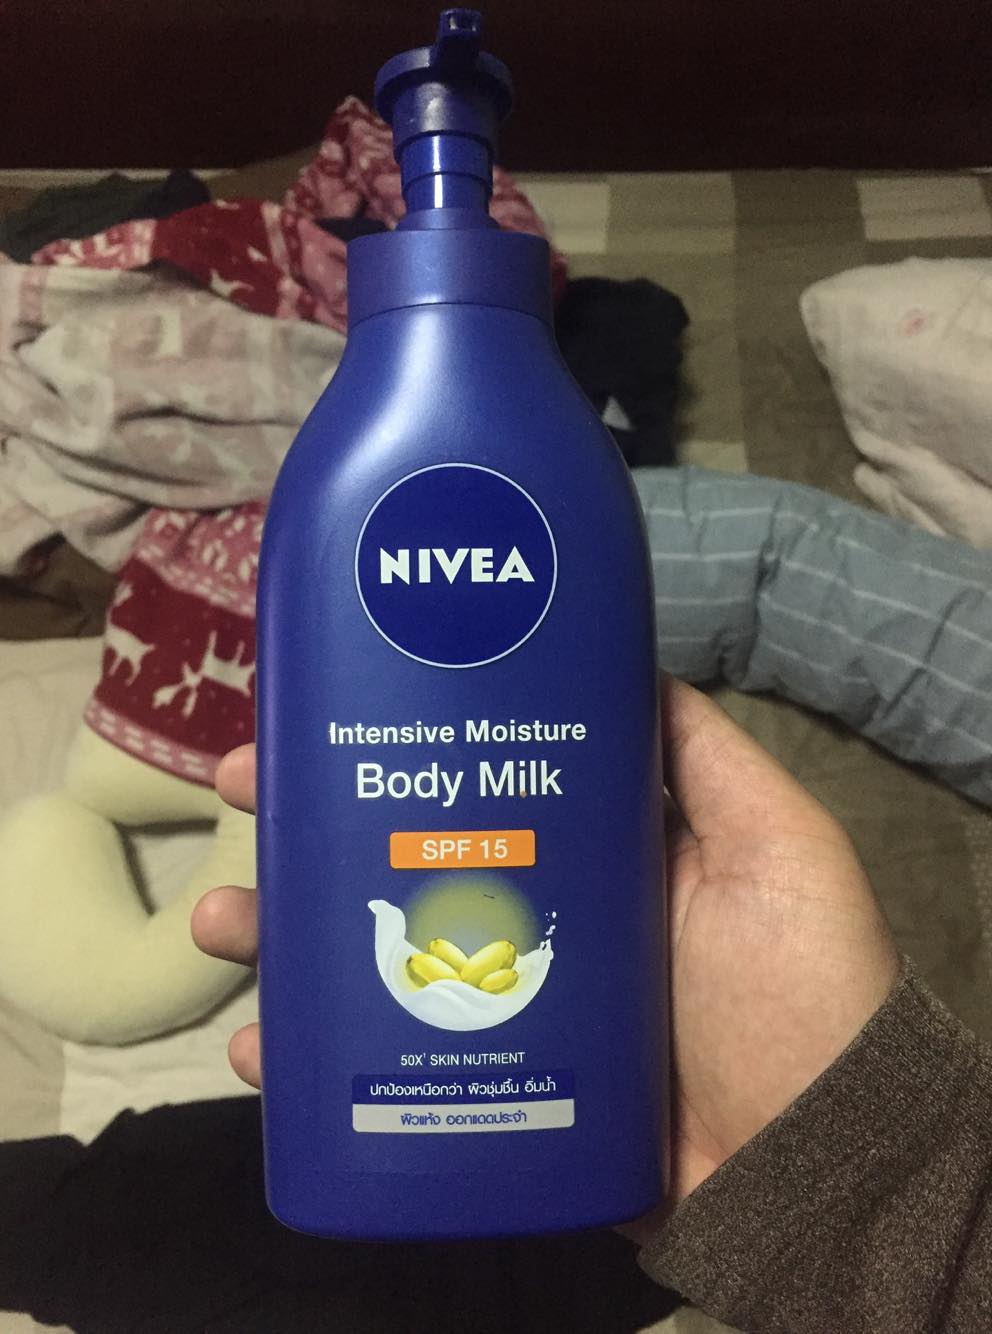 NIVEA
Intensive Moisture
Body Milk
SPF 15
50X¹ SKIN NUTRIENT
ปกป้องเหนือกว่า ผิวชุ่มชื้น อิ่มน้ำ
ผิวแห้ง ออกแดดประจำ